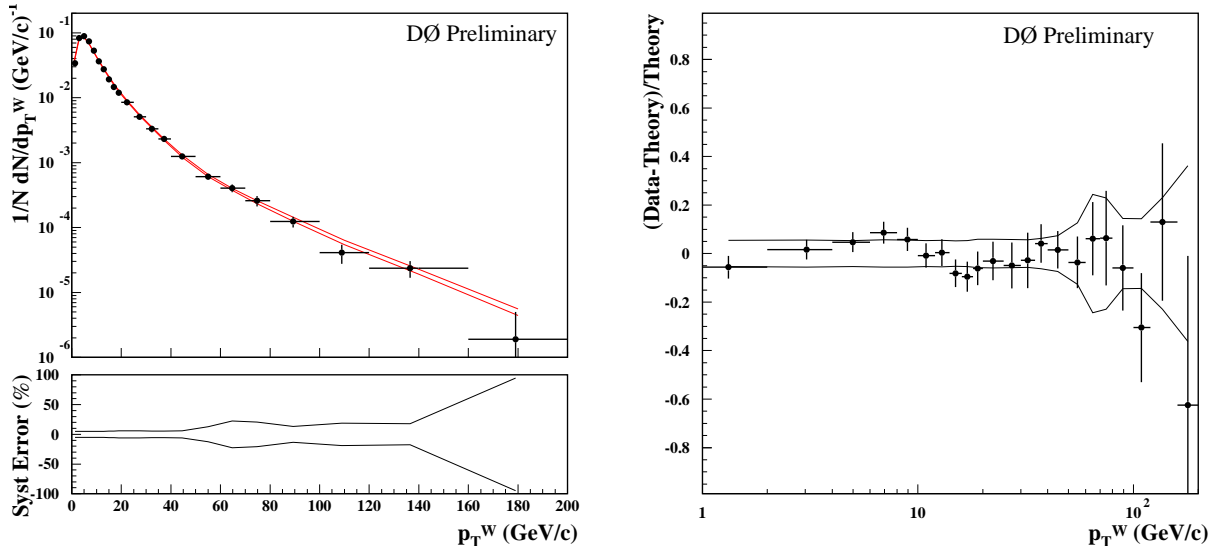 DØ Preliminary
1/N dN/dp_T^W (GeV/c)^-1
10^-1
10^-2
10^-3
10^-4
10^-5
10^-6
Syst Error (%)
100
50
0
-50
-100
0 20 40 60 80 100 120 140 160 180 200
p_T^W (GeV/c)
DØ Preliminary
(Data-Theory)/Theory
0.8
0.6
0.4
0.2
0
-0.2
-0.4
-0.6
-0.8
1 10 10^2
p_T^W (GeV/c)